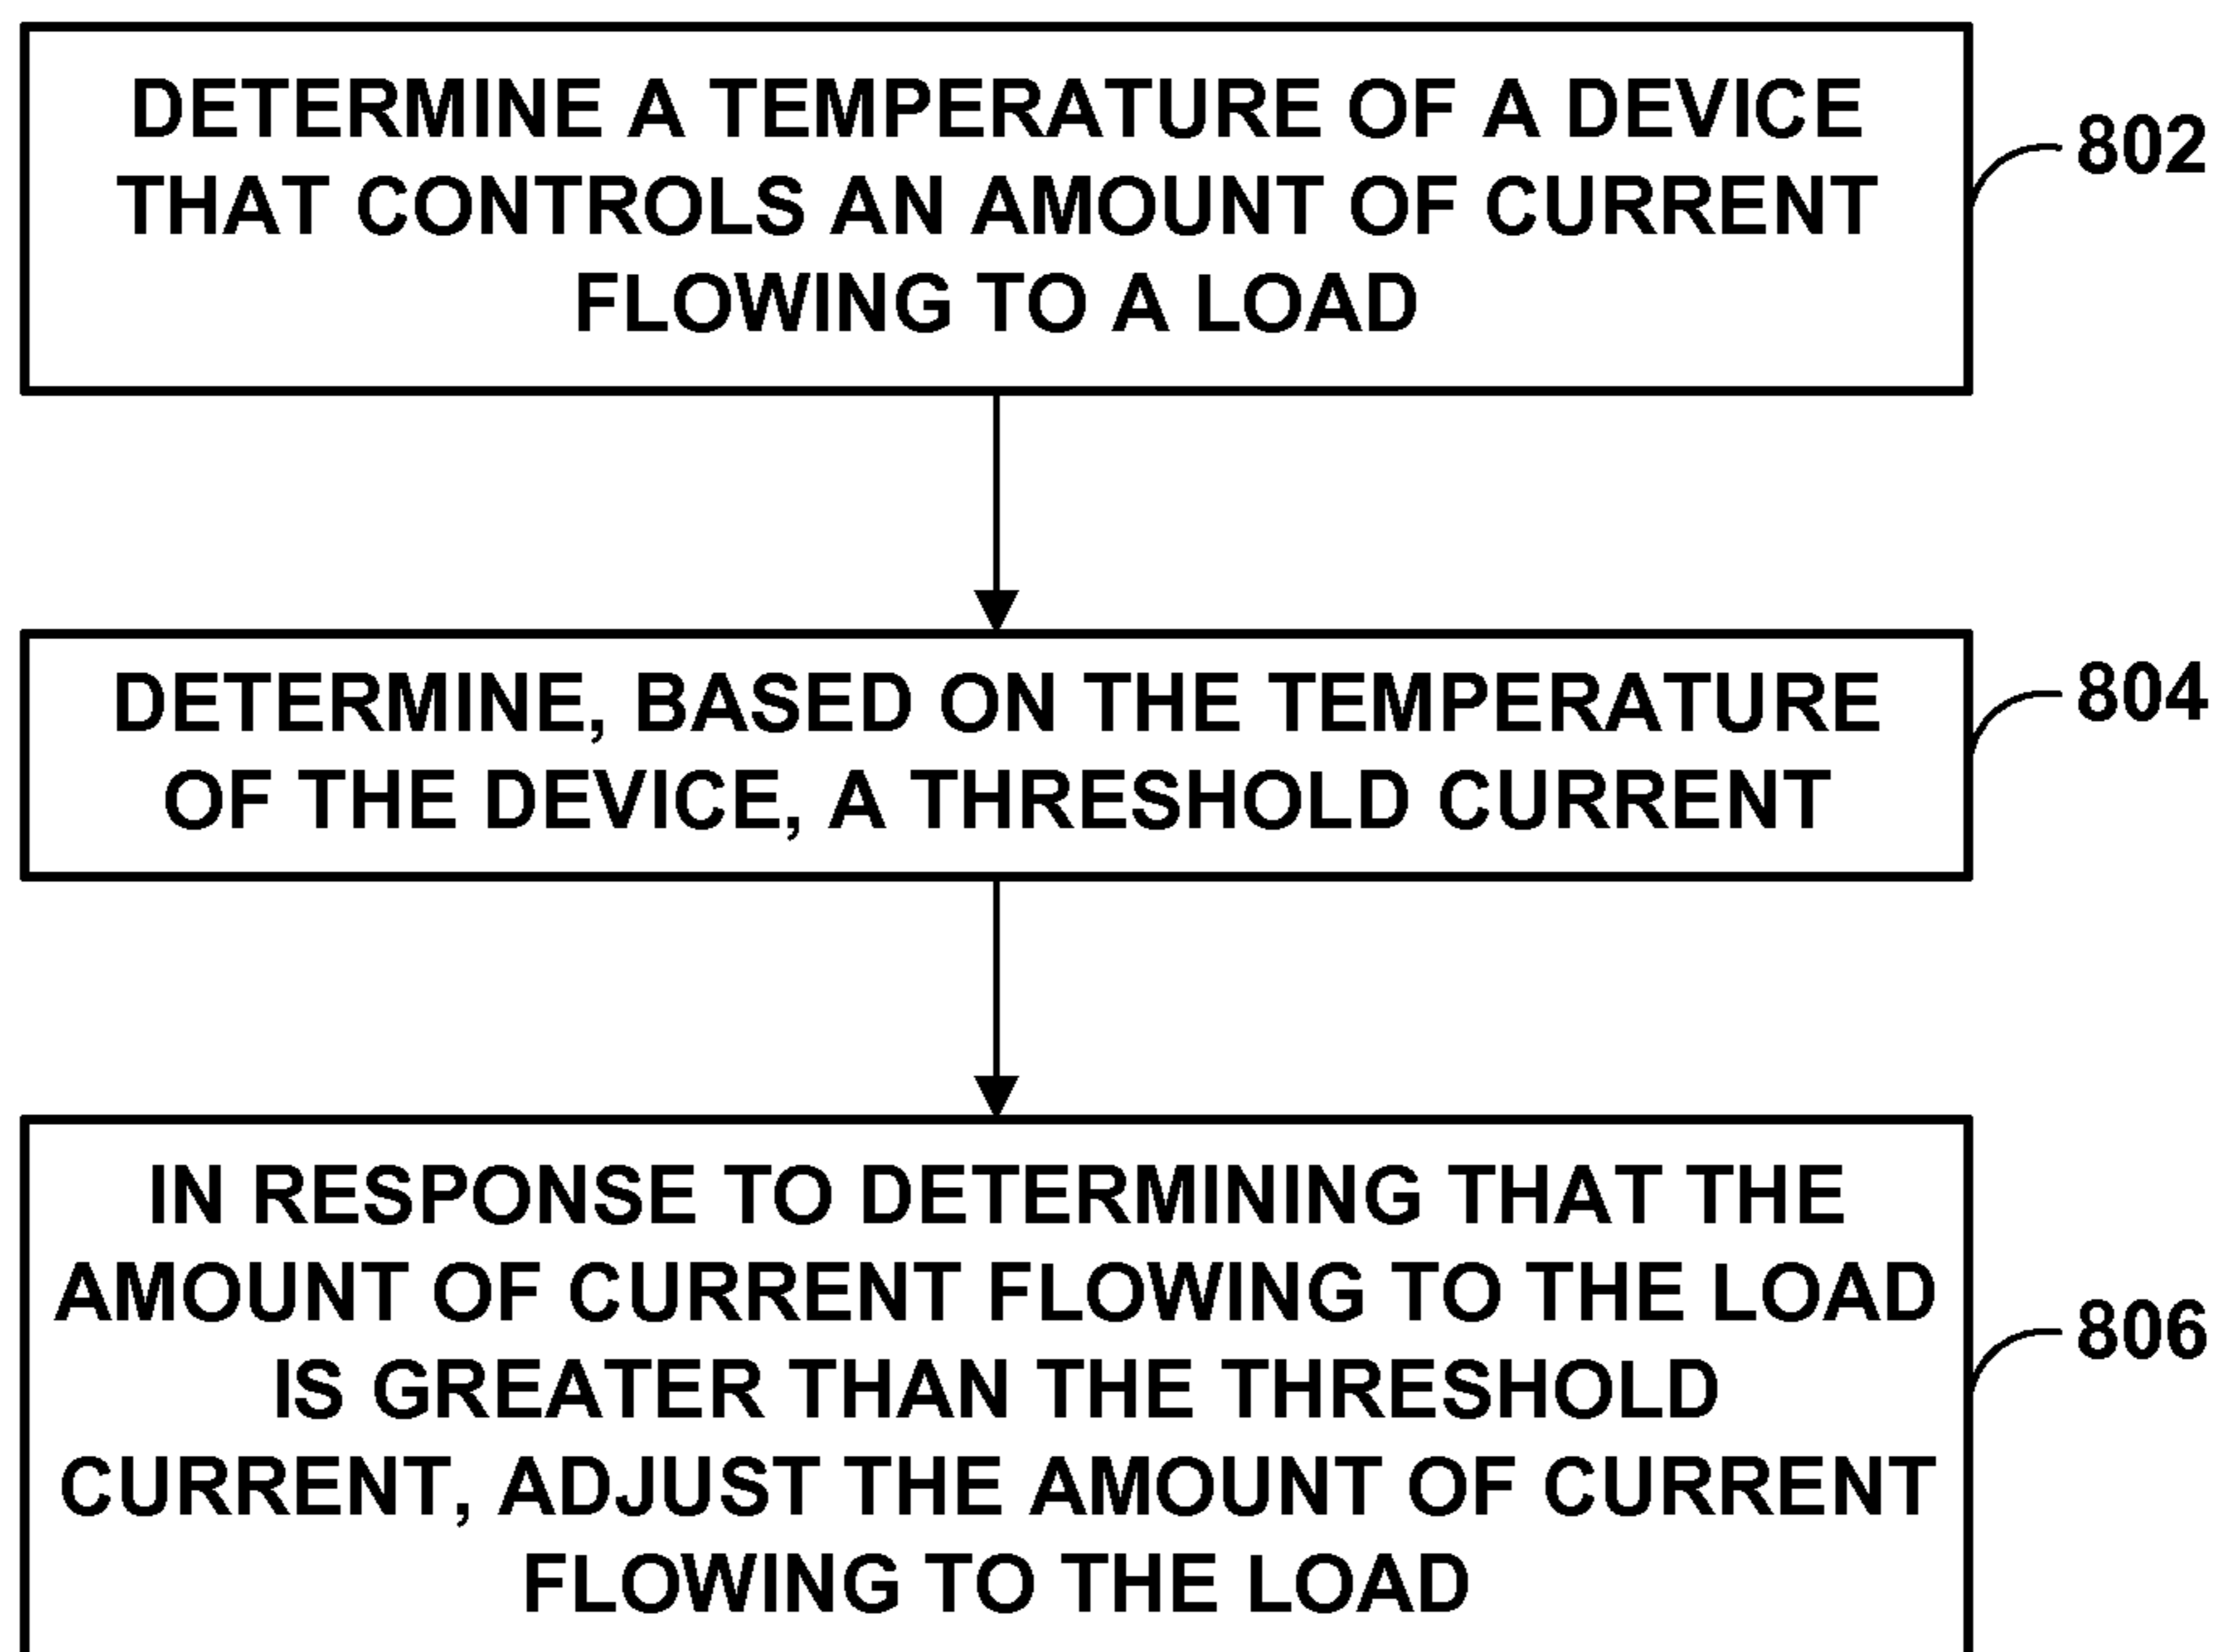 DETERMINE A TEMPERATURE OF A DEVICE
THAT CONTROLS AN AMOUNT OF CURRENT
FLOWING TO A LOAD
802
DETERMINE, BASED ON THE TEMPERATURE
OF THE DEVICE, A THRESHOLD CURRENT
804
IN RESPONSE TO DETERMINING THAT THE
AMOUNT OF CURRENT FLOWING TO THE LOAD
IS GREATER THAN THE THRESHOLD
CURRENT, ADJUST THE AMOUNT OF CURRENT
FLOWING TO THE LOAD
806